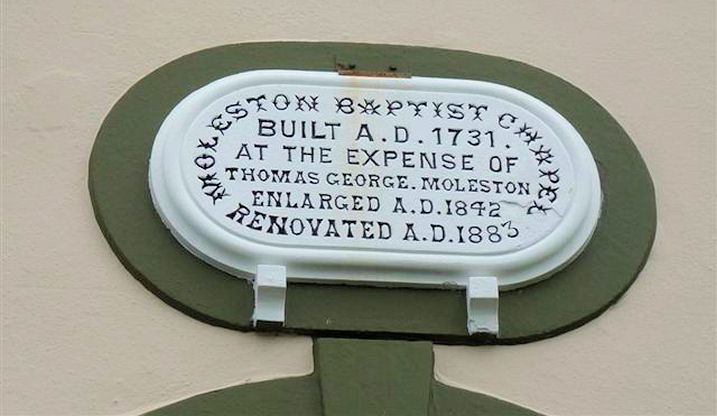 MOLESTON BAPTIST CHAPEL
BUILT A.D. 1731.
AT THE EXPENSE OF
THOMAS GEORGE. MOLESTON
ENLARGED A.D.1842
RENOVATED A.D.1883